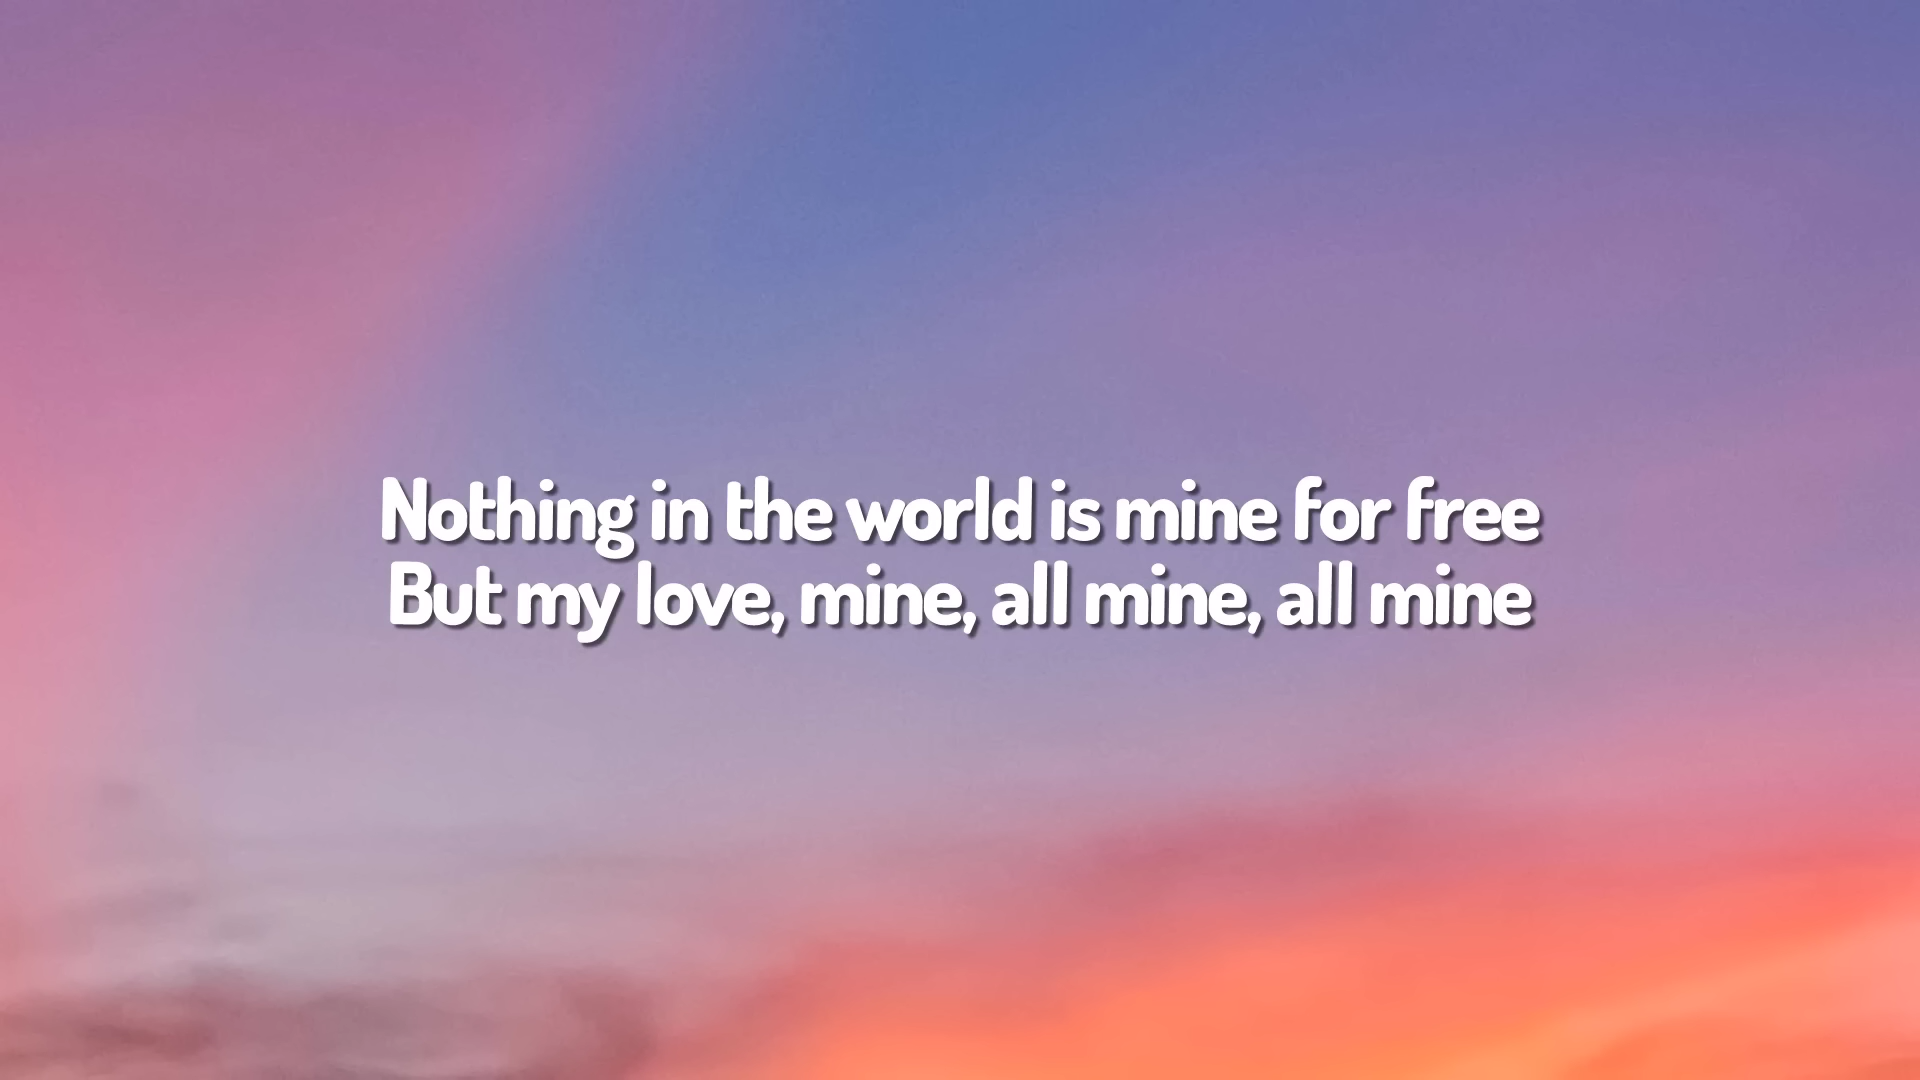 Nothing in the world is mine for free
But my love, mine, all mine, all mine